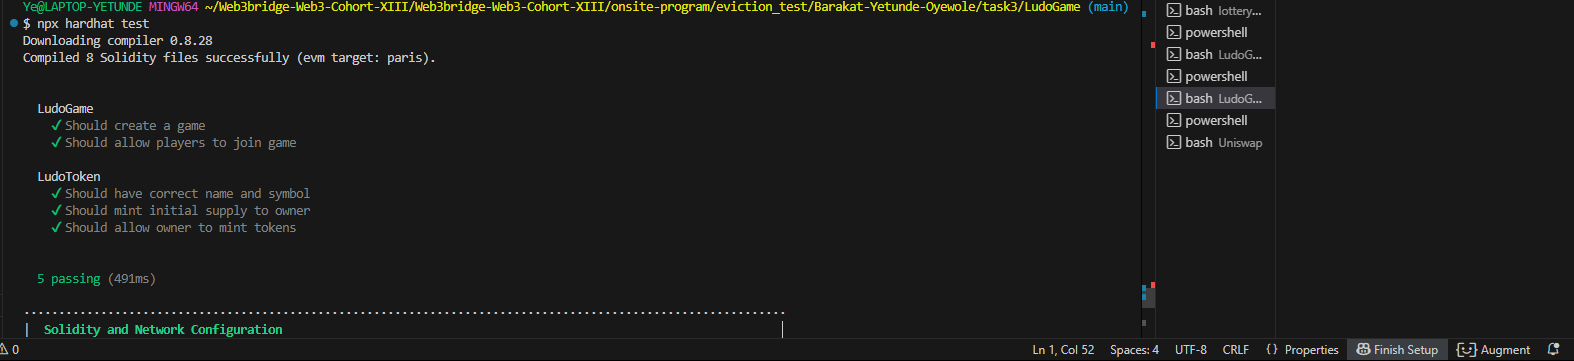 Ye@LAPTOP-YETUNDE MINGW64 ~/Web3bridge-Web3-Cohort-XIII/Web3bridge-Web3-Cohort-XIII/onsite-program/eviction_test/Barakat-Yetunde-Oyewole/task3/LudoGame (main)
$ npx hardhat test
Downloading compiler 0.8.28
Compiled 8 Solidity files successfully (evm target: paris).
LudoGame
✓ Should create a game
✓ Should allow players to join game
LudoToken
✓ Should have correct name and symbol
✓ Should mint initial supply to owner
✓ Should allow owner to mint tokens
5 passing (491ms)
| Solidity and Network Configuration |
bash lottery...
powershell
bash LudoG...
powershell
bash LudoG...
powershell
bash Uniswap
0 Ln 1, Col 52 Spaces: 4 UTF-8 CRLF {} Properties Finish Setup Augment